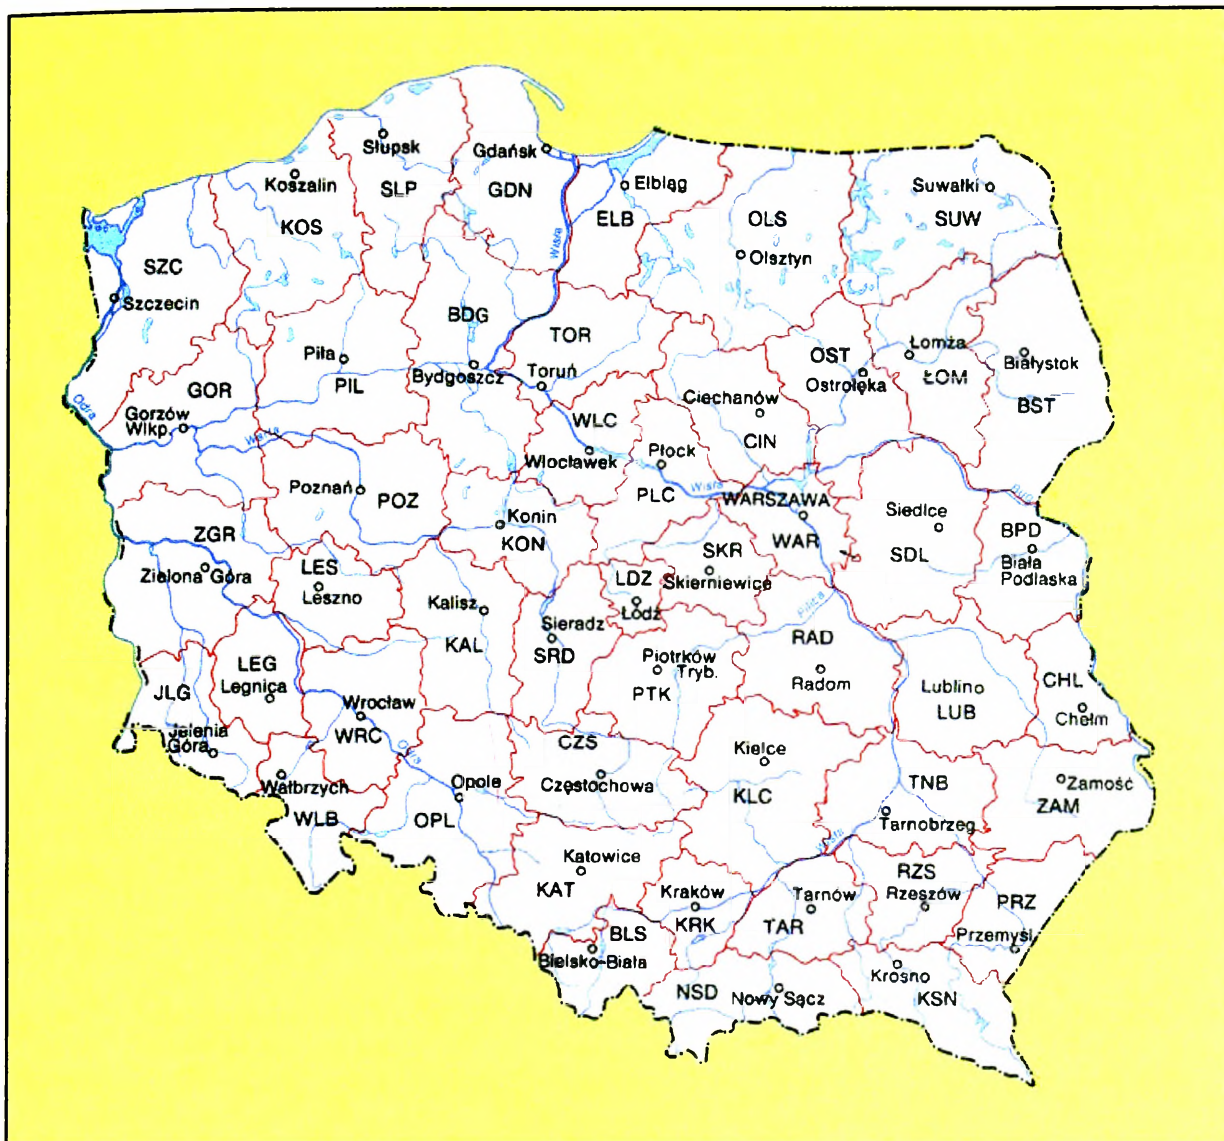 Słupsk
Gdańsk
Koszalin
SLP
GDN
Elbląg
Suwałki
KOS
ELB
OLS
SUW
Wisła
Olsztyn
SZC
Szczecin
BDG
TOR
Piła
OST
Łomża
Białystok
GOR
PIL
Bydgoszcz
Toruń
Ostrołęka
ŁOM
BST
Odra
Gorzów
Wlkp.
Ciechanów
WLC
CIN
Warta
Włocławek
Płock
Poznań
POZ
PLC
Wisła
WARSZAWA
Siedlce
Konin
KON
WAR
SDL
BPD
Biała
Podlaska
ZGR
SKR
Skierniewice
Zielona Góra
LES
Leszno
LDZ
Łódź
Kalisz
Pilica
Sieradz
KAL
SRD
Piotrków
Tryb.
PTK
RAD
Radom
LEG
Legnica
JLG
Lublin
LUB
CHL
Chełm
Wrocław
WRC
Jelenia
Góra
Odra
CZS
Kielce
Częstochowa
KLC
Wałbrzych
WLB
Opole
OPL
TNB
Tarnobrzeg
Zamość
ZAM
Wisła
Katowice
KAT
Kraków
KRK
Tarnów
TAR
RZS
Rzeszów
PRZ
Przemyśl
BLS
Bielsko-Biała
NSD
Nowy Sącz
Krosno
KSN